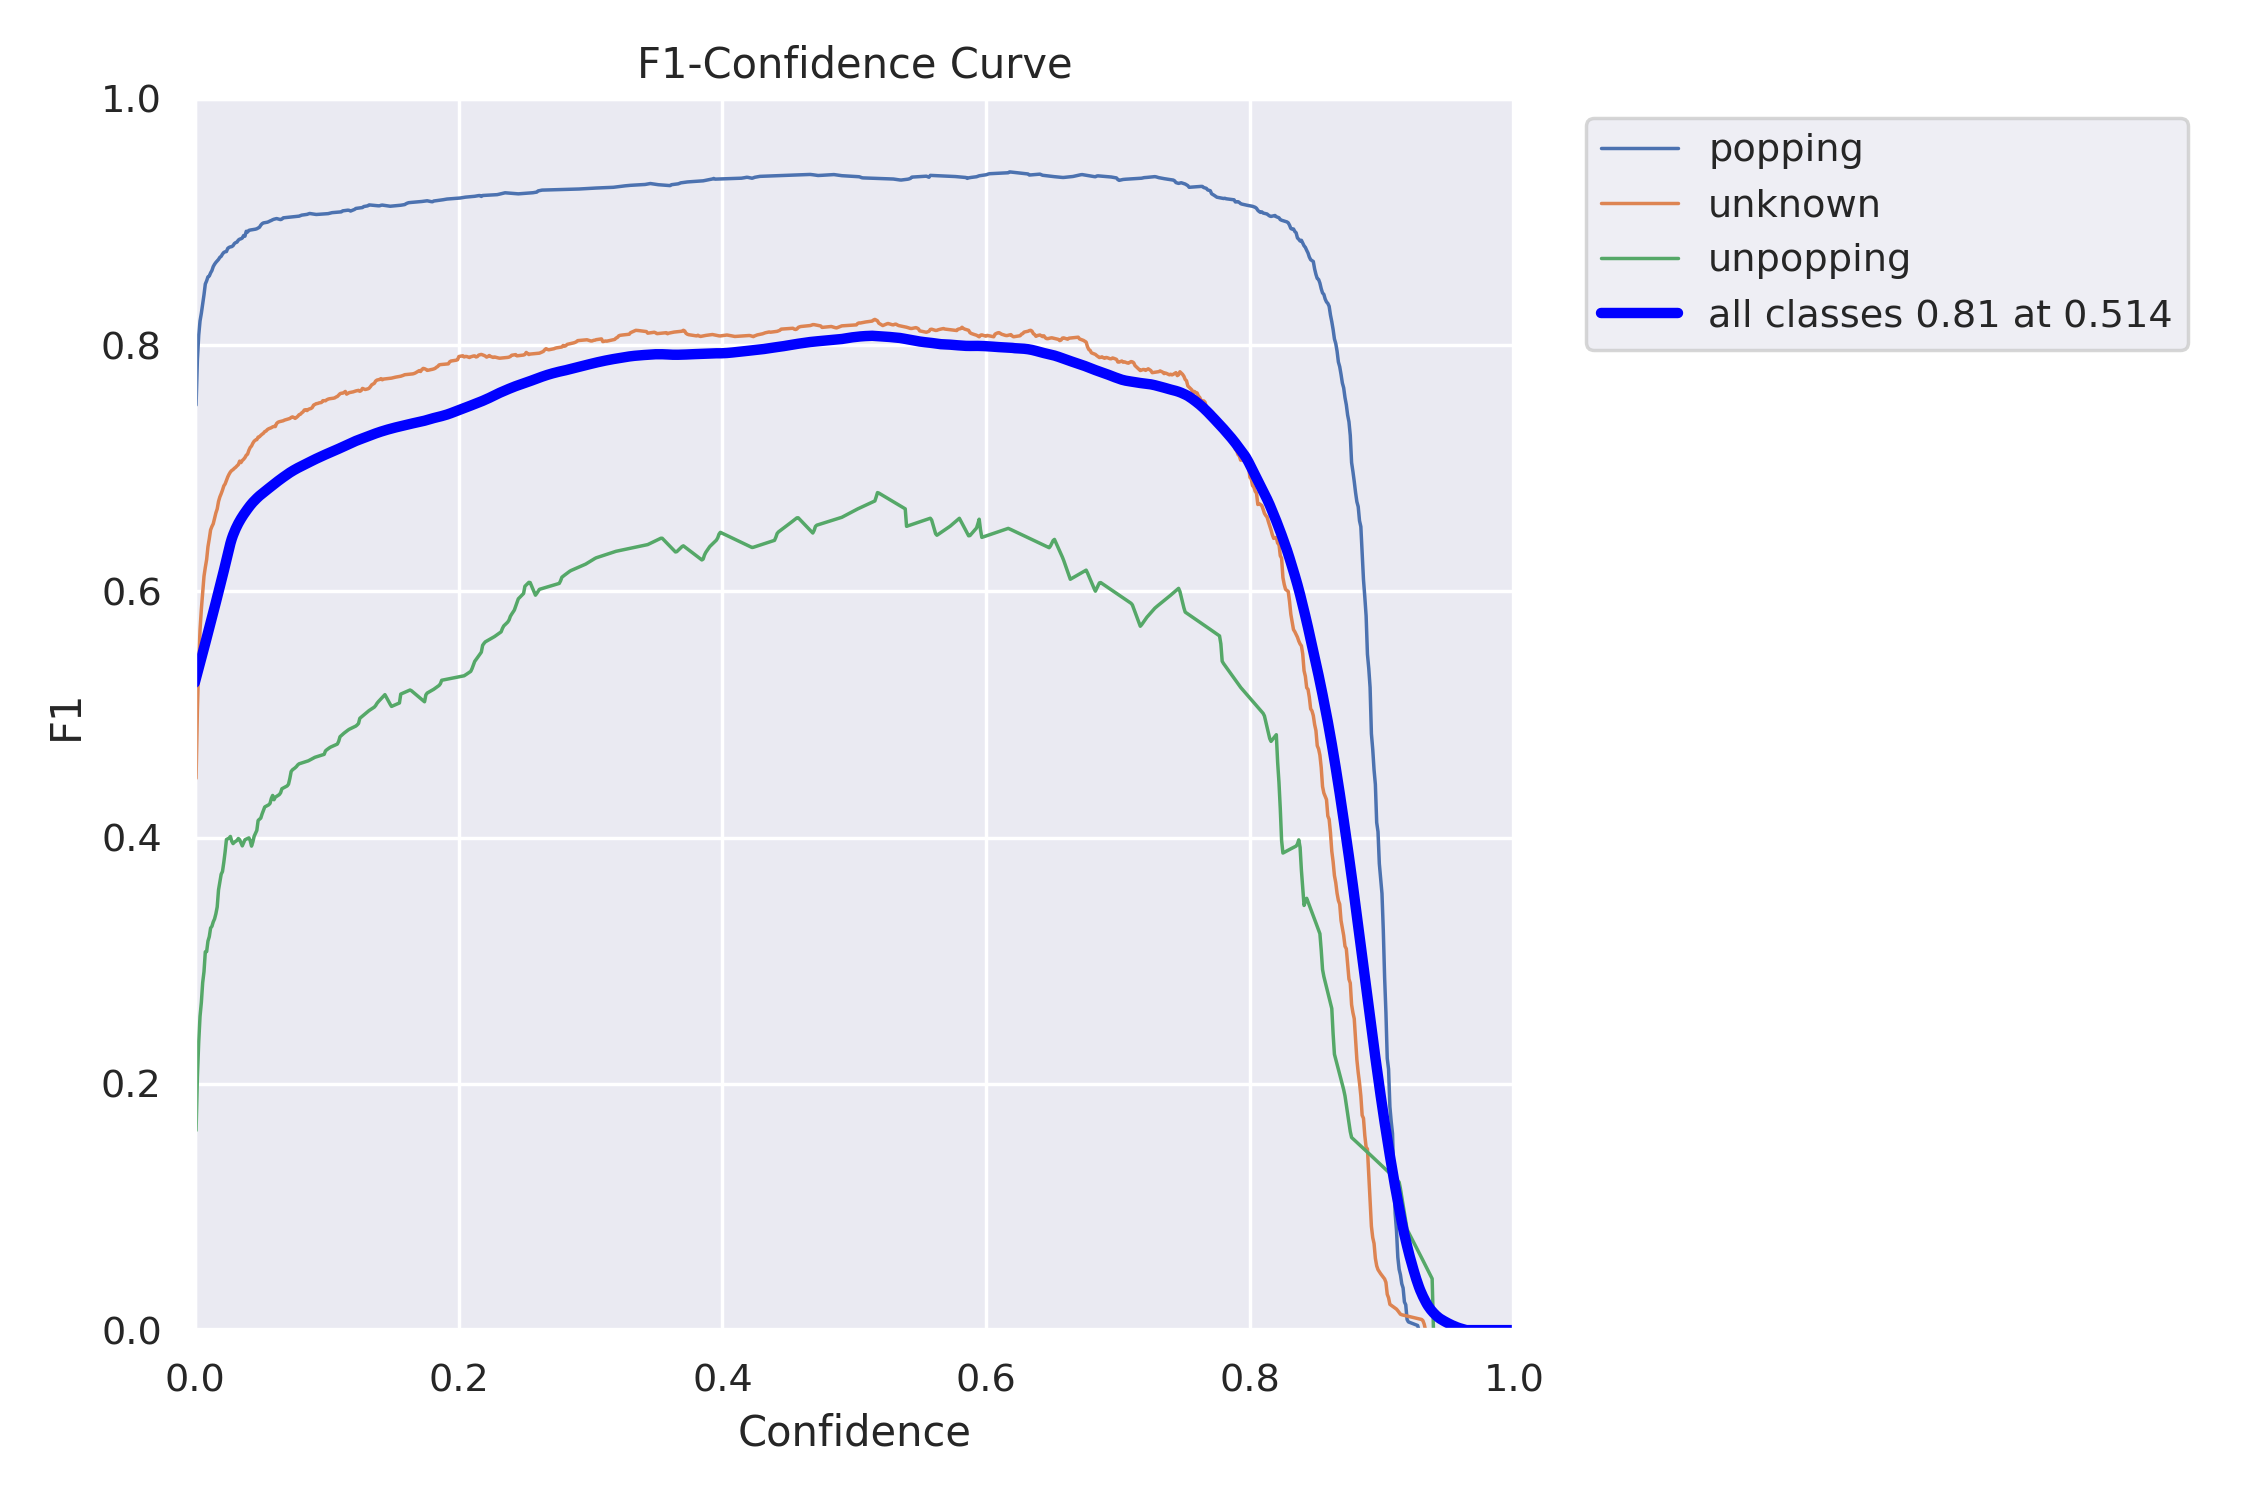 F1-Confidence Curve
popping
unknown
unpopping
all classes 0.81 at 0.514
1.0
0.8
0.6
0.4
0.2
0.0
F1
0.0 0.2 0.4 0.6 0.8 1.0
Confidence